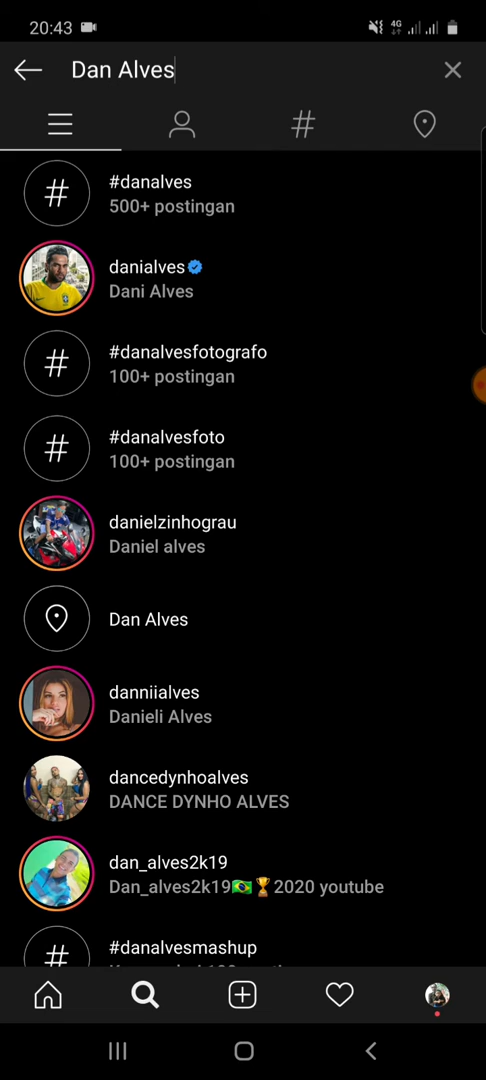 20:43
4G
Dan Alves
#danalves
500+ postingan
danialves
Dani Alves
#danalvesfotografo
100+ postingan
#danalvesfoto
100+ postingan
danielzinhograu
Daniel alves
Dan Alves
danniialves
Danieli Alves
dancedynhoalves
DANCE DYNHO ALVES
dan_alves2k19
Dan_alves2k19🇧🇷🏆2020 youtube
#danalvesmashup